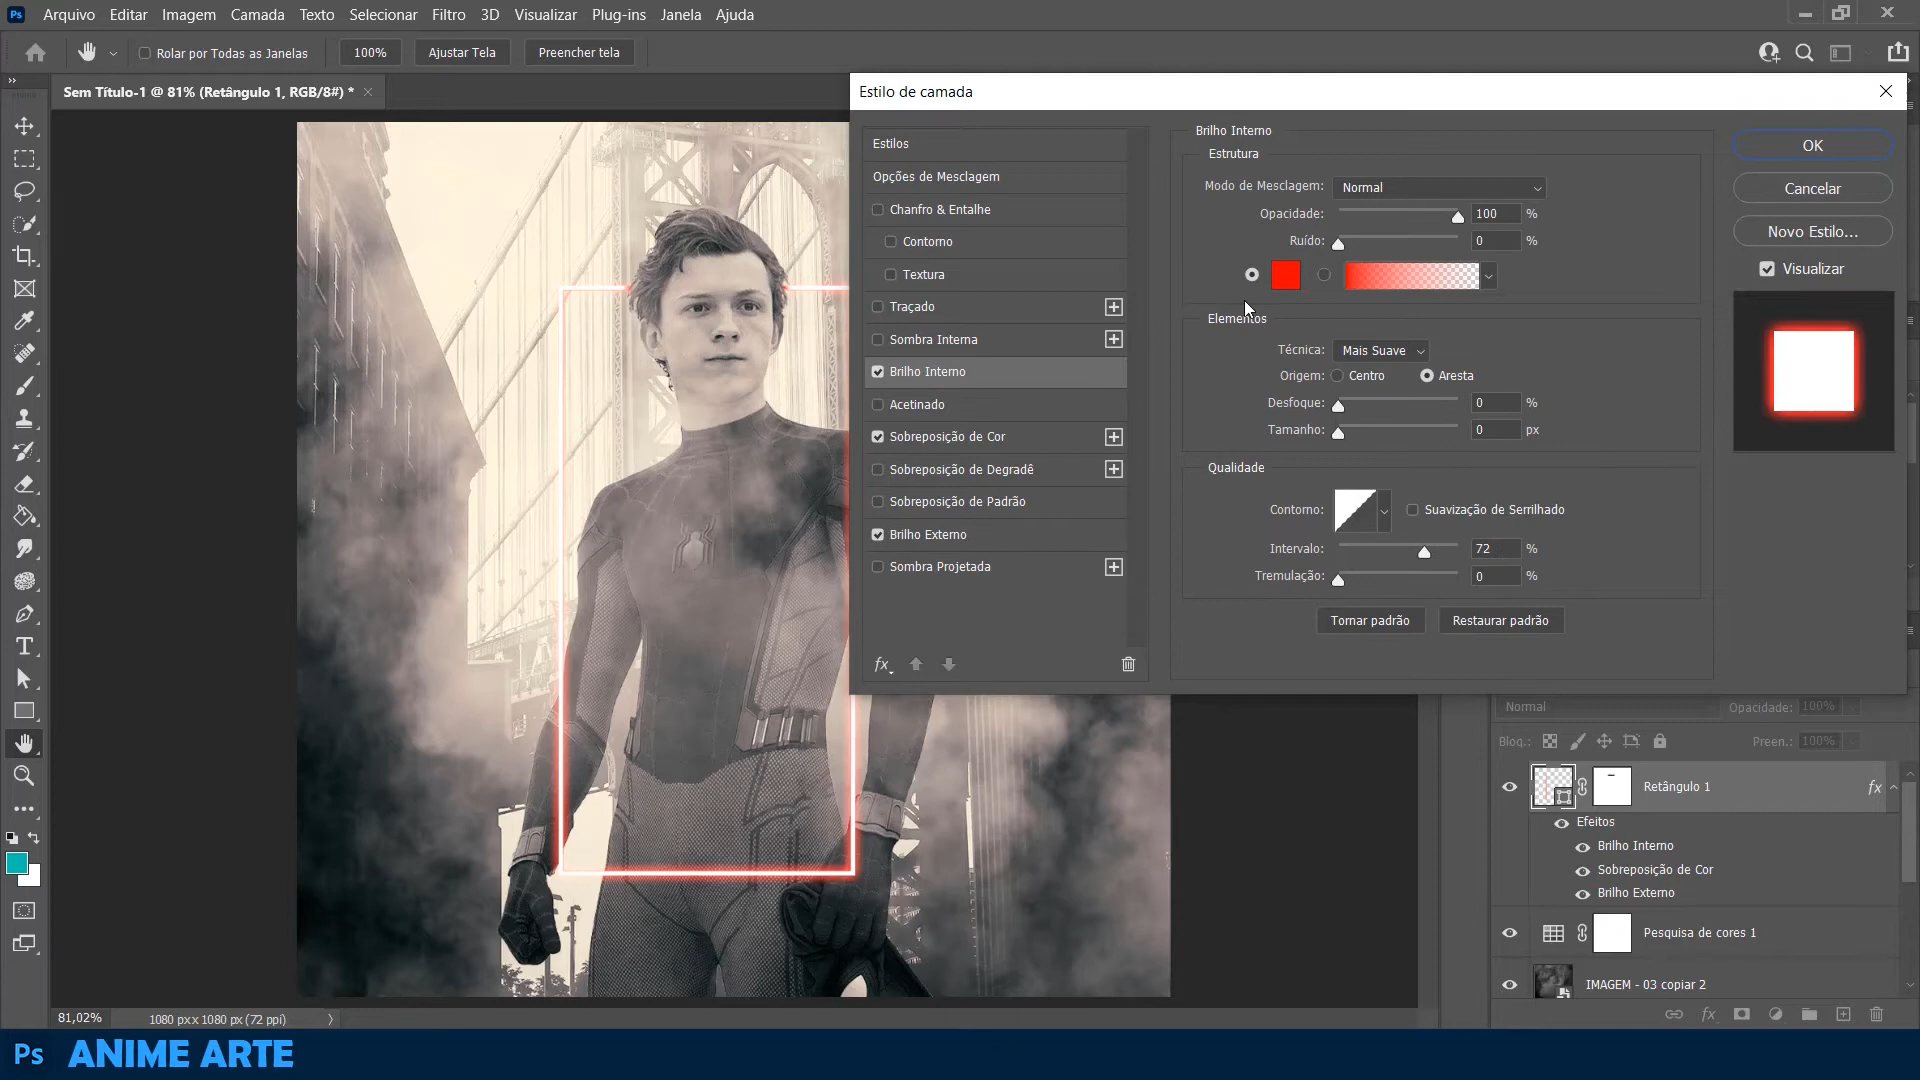 Ps Arquivo Editar Imagem Camada Texto Selecionar Filtro 3D Visualizar Plug-ins Janela Ajuda
Rolar por Todas as Janelas 100% Ajustar Tela Preencher tela
Sem Título-1 @ 81% (Retângulo 1, RGB/8#) *
Estilo de camada
Estilos
Opções de Mesclagem
Chanfro & Entalhe
Contorno
Textura
Traçado
Sombra Interna
Brilho Interno
Acetinado
Sobreposição de Cor
Sobreposição de Degradê
Sobreposição de Padrão
Brilho Externo
Sombra Projetada
fx
Brilho Interno
Estrutura
Modo de Mesclagem: Normal
Opacidade: 100 %
Ruído: 0 %
Elementos
Técnica: Mais Suave
Origem: Centro Aresta
Desfoque: 0 %
Tamanho: 0 px
Qualidade
Contorno: Suavização de Serrilhado
Intervalo: 72 %
Tremulação: 0 %
Tornar padrão Restaurar padrão
OK
Cancelar
Novo Estilo...
Visualizar
Normal Opacidade: 100%
Bloq.: Preen.: 100%
Retângulo 1 fx
Efeitos
Brilho Interno
Sobreposição de Cor
Brilho Externo
Pesquisa de cores 1
IMAGEM - 03 copiar 2
fx
81,02% 1080 px x 1080 px (72 ppi)
Ps ANIME ARTE